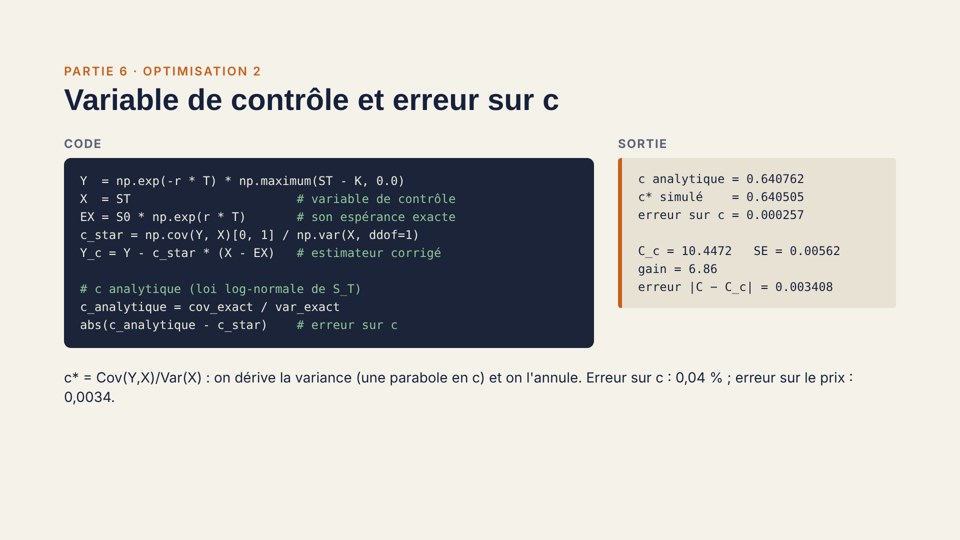 PARTIE 6 · OPTIMISATION 2
Variable de contrôle et erreur sur c
CODE
Y  = np.exp(-r * T) * np.maximum(ST - K, 0.0)
X  = ST                       # variable de contrôle
EX = S0 * np.exp(r * T)       # son espérance exacte
c_star = np.cov(Y, X)[0, 1] / np.var(X, ddof=1)
Y_c = Y - c_star * (X - EX)   # estimateur corrigé
# c analytique (loi log-normale de S_T)
c_analytique = cov_exact / var_exact
abs(c_analytique - c_star)    # erreur sur c
SORTIE
c analytique = 0.640762
c* simulé    = 0.640505
erreur sur c = 0.000257
C_c = 10.4472   SE = 0.00562
gain = 6.86
erreur |C − C_c| = 0.003408
c* = Cov(Y,X)/Var(X) : on dérive la variance (une parabole en c) et on l'annule. Erreur sur c : 0,04 % ; erreur sur le prix :
0,0034.